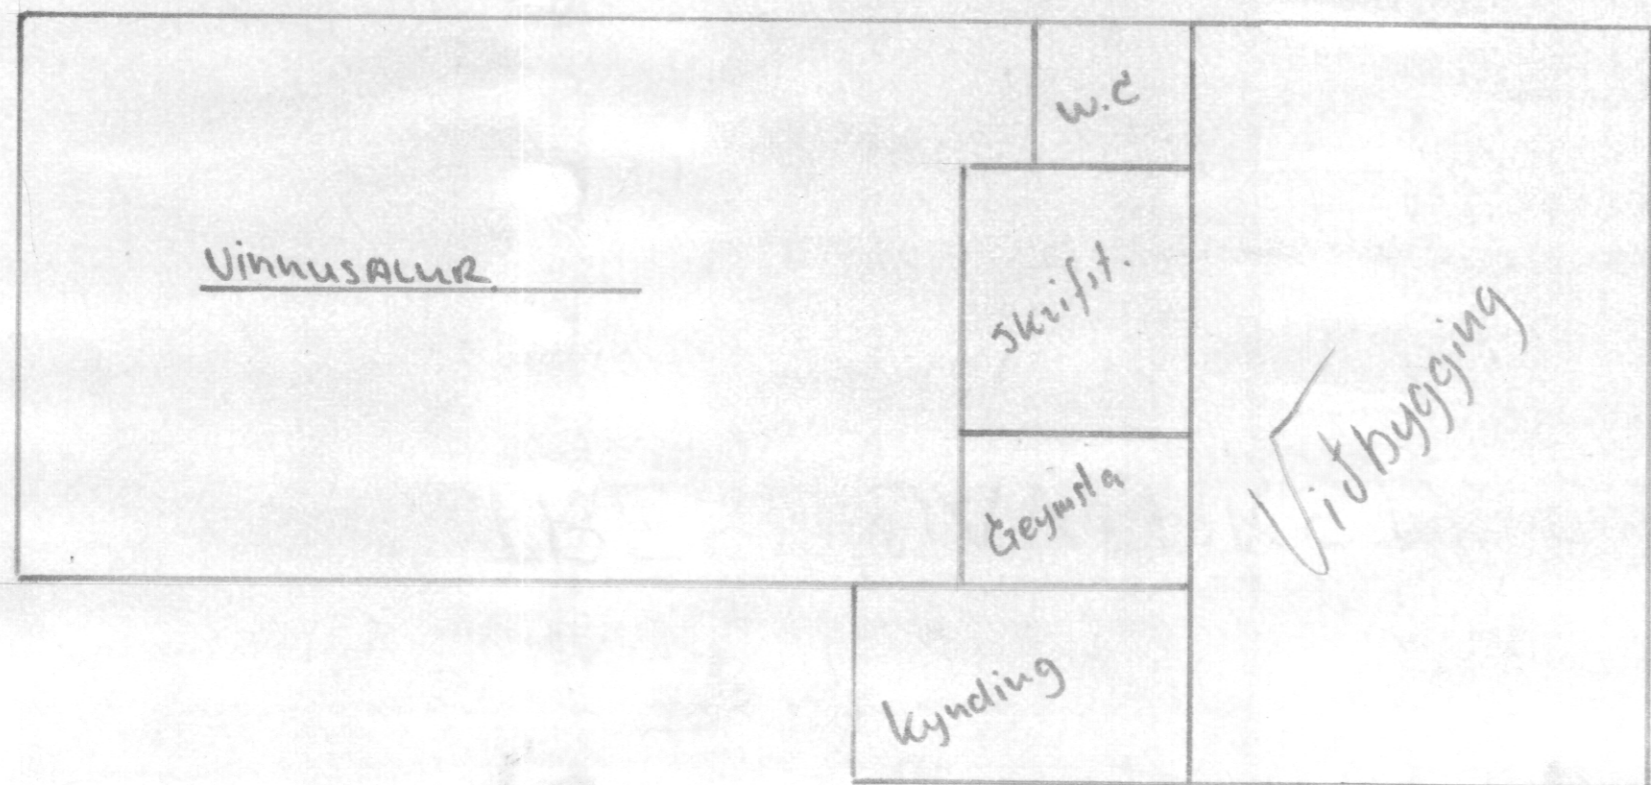 w.c
VinnuSALUR
Skrifst.
Geymsla
Viðbygging
Kynding